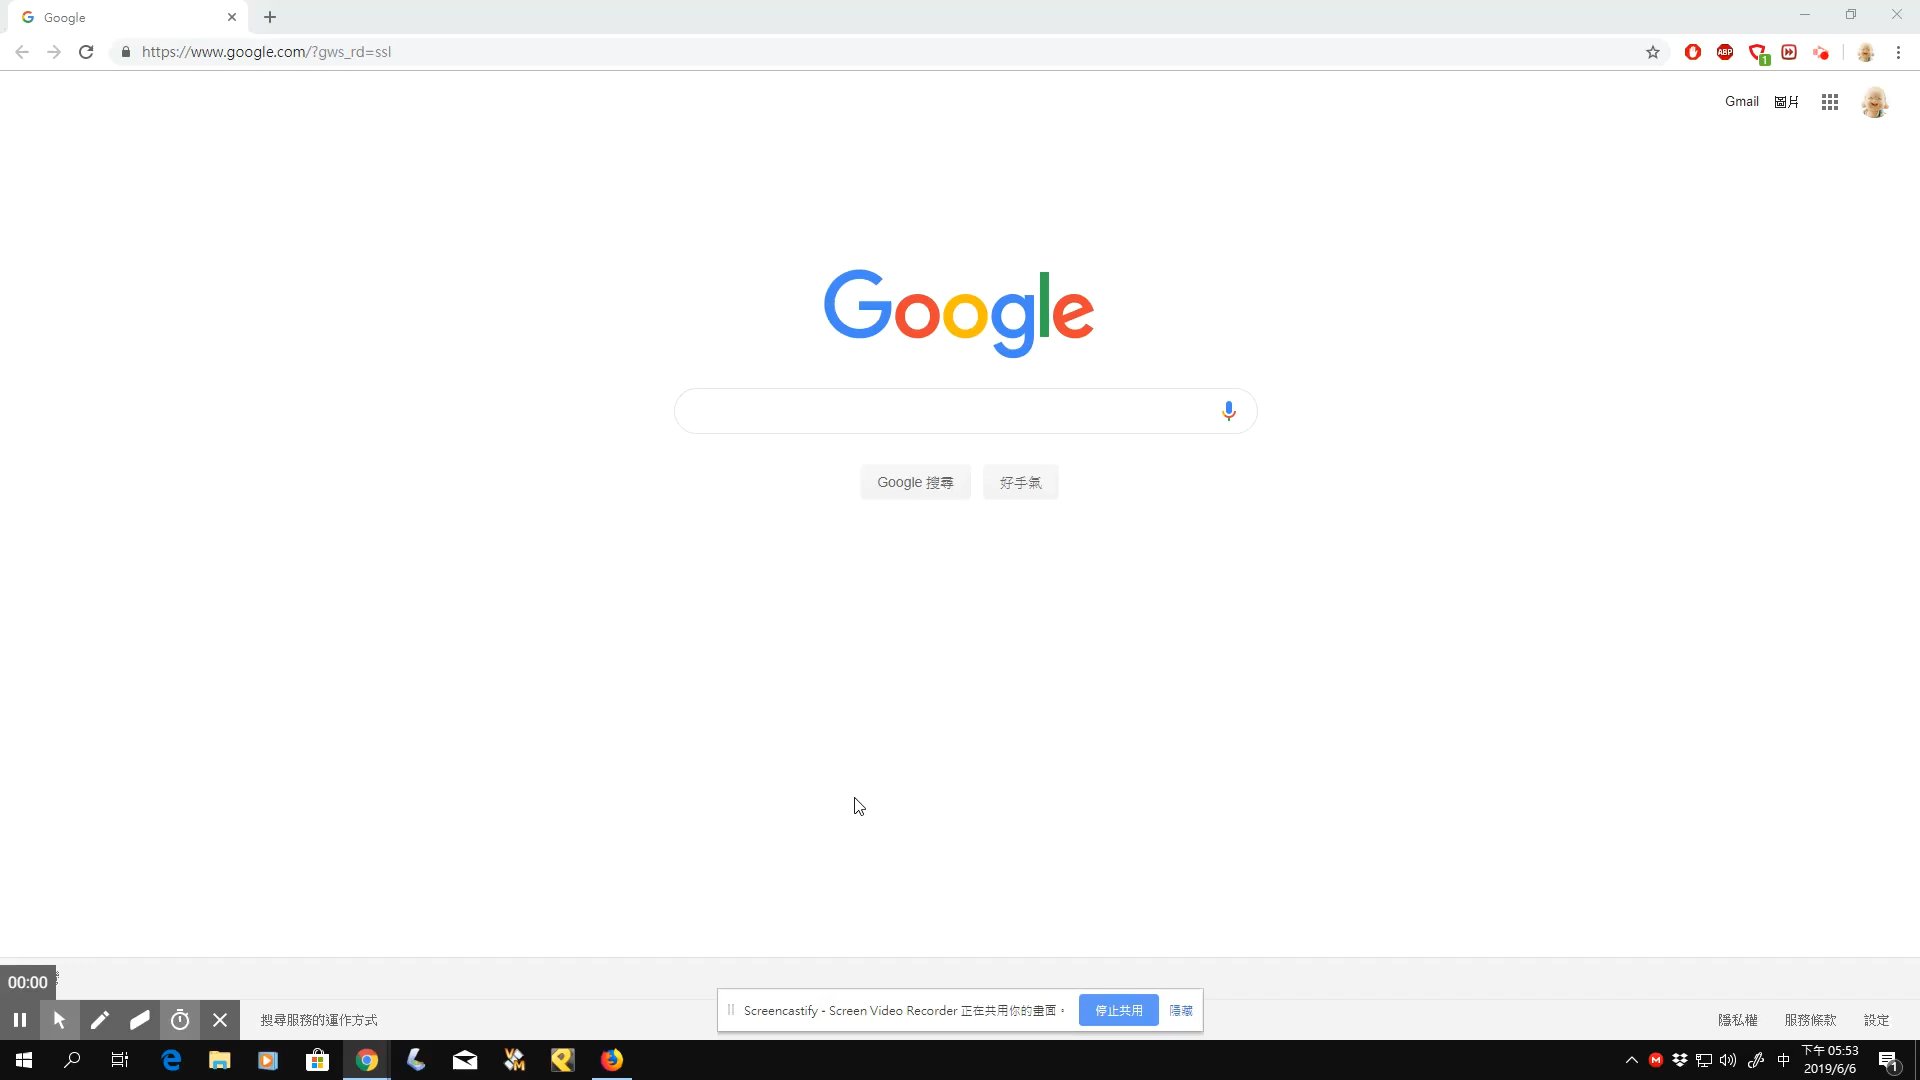 Google
https://www.google.com/?gws_rd=ssl
ABP
1
Gmail 圖片
Google
Google 搜尋 好手氣
00:00
搜尋服務的運作方式
Screencastify - Screen Video Recorder 正在共用你的畫面。 停止共用 隱藏
隱私權 服務條款 設定
中
下午 05:53
2019/6/6
1